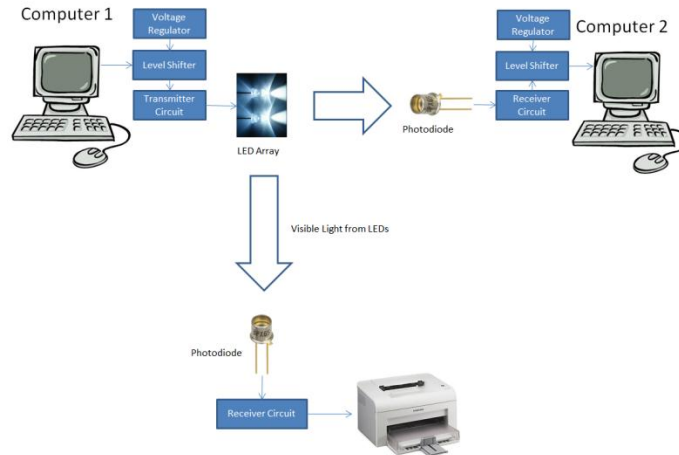 Computer 1
Voltage
Regulator
Level Shifter
Transmitter
Circuit
LED Array
Photodiode
Voltage
Regulator
Computer 2
Level Shifter
Receiver
Circuit
Visible Light from LEDs
Photodiode
Receiver Circuit